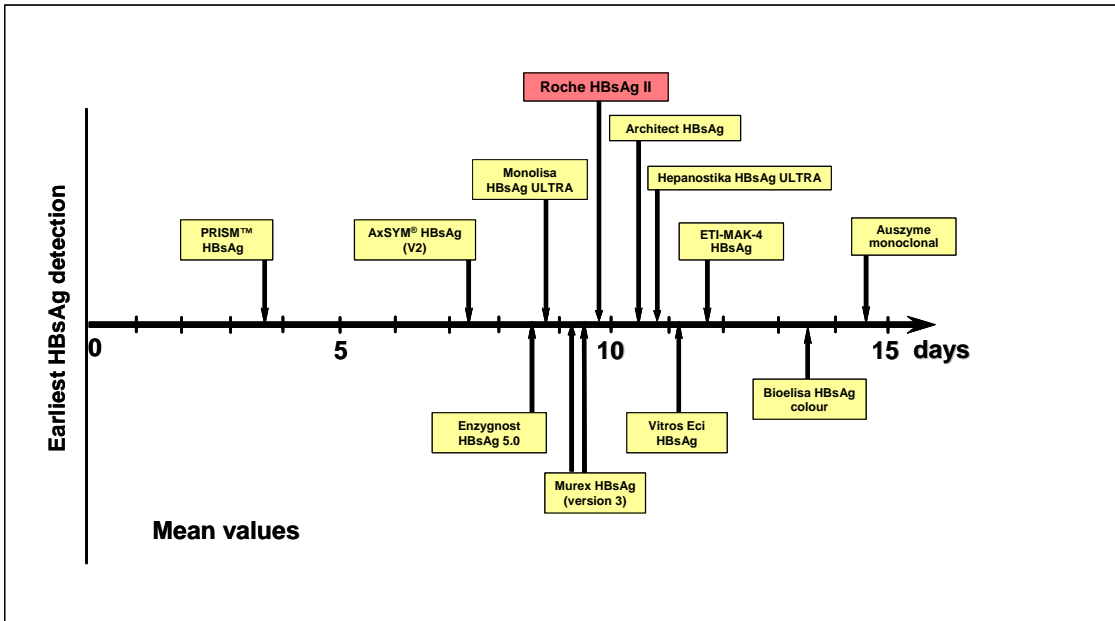 Roche HBsAg II
Architect HBsAg
Monolisa
HBsAg ULTRA
Hepanostika HBsAg ULTRA
PRISM™
HBsAg
AxSYM® HBsAg
(V2)
ETI-MAK-4
HBsAg
Auszyme
monoclonal
Earliest HBsAg detection
0
5
10
15
days
Enzygnost
HBsAg 5.0
Vitros Eci
HBsAg
Bioelisa HBsAg
colour
Murex HBsAg
(version 3)
Mean values